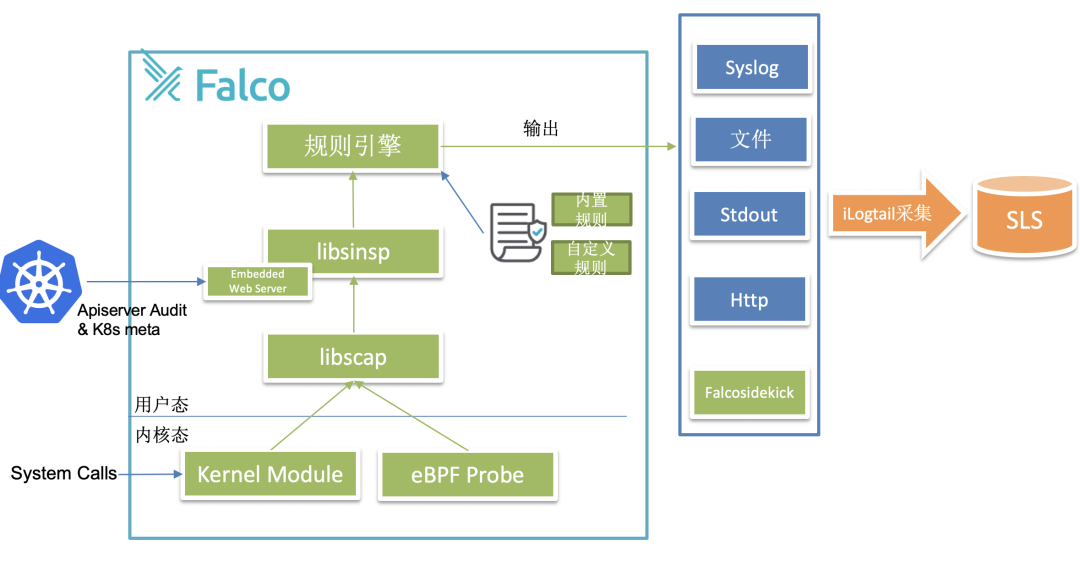 Falco
规则引擎
输出
内置
规则
自定义
规则
libsinsp
Embedded
Web Server
Apiserver Audit
& K8s meta
libscap
用户态
内核态
System Calls
Kernel Module
eBPF Probe
Syslog
文件
Stdout
Http
Falcosidekick
iLogtail采集
SLS